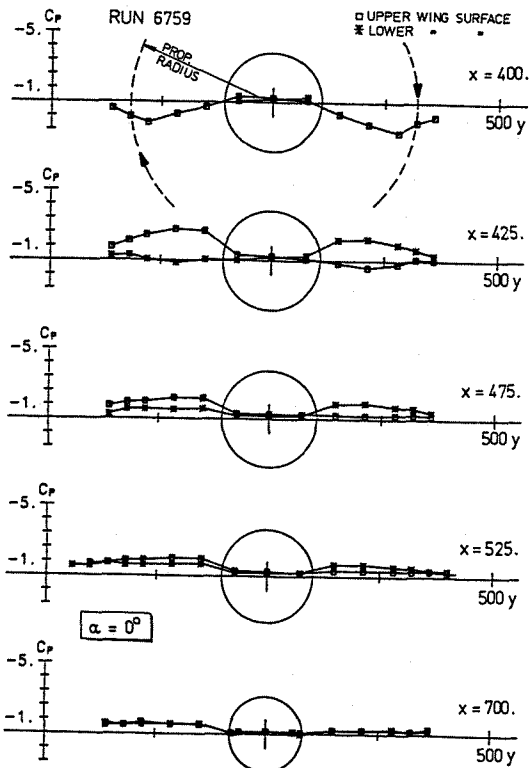 Cp RUN 6759
□ UPPER WING SURFACE
⁎ LOWER " "
-5.
PROP. RADIUS
x = 400.
-1.
500 y
Cp
-5.
x = 425.
-1.
500 y
Cp
-5.
x = 475.
-1.
500 y
Cp
-5.
x = 525.
-1.
500 y
α = 0°
Cp
-5.
x = 700.
-1.
500 y